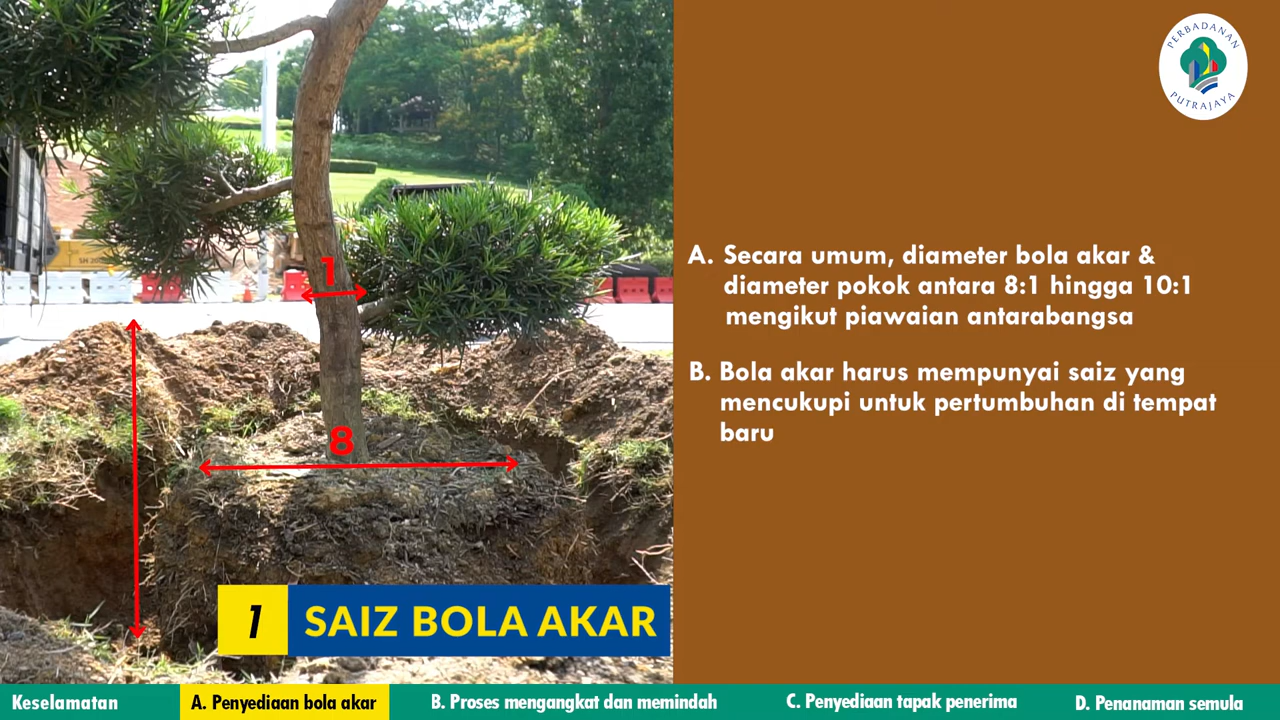 PERBADANAN
PUTRAJAYA
1
8
A. Secara umum, diameter bola akar &
diameter pokok antara 8:1 hingga 10:1
mengikut piawaian antarabangsa
B. Bola akar harus mempunyai saiz yang
mencukupi untuk pertumbuhan di tempat
baru
1 SAIZ BOLA AKAR
Keselamatan
A. Penyediaan bola akar
B. Proses mengangkat dan memindah
C. Penyediaan tapak penerima
D. Penanaman semula